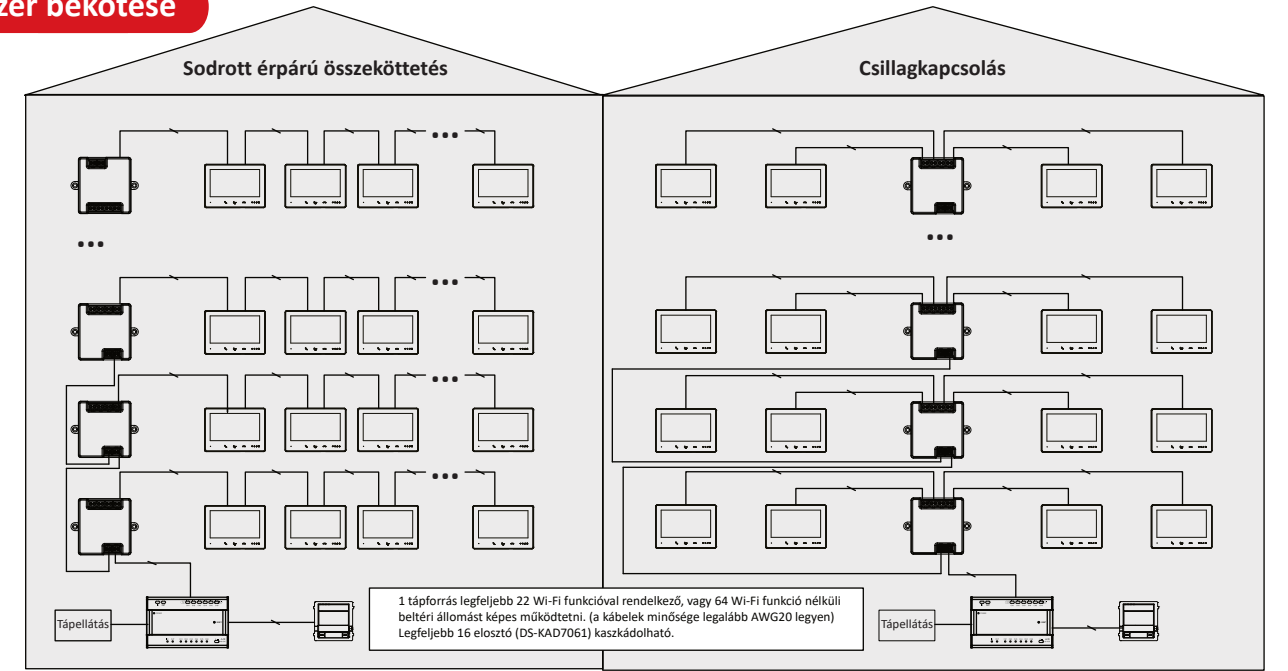 zer bekötése
Sodrott érpárú összeköttetés
Csillagkapcsolás
Tápellátás
1 tápforrás legfeljebb 22 Wi-Fi funkcióval rendelkező, vagy 64 Wi-Fi funkció nélküli
beltéri állomást képes működtetni. (a kábelek minősége legalább AWG20 legyen)
Legfeljebb 16 elosztó (DS-KAD7061) kaszkádolható.
Tápellátás